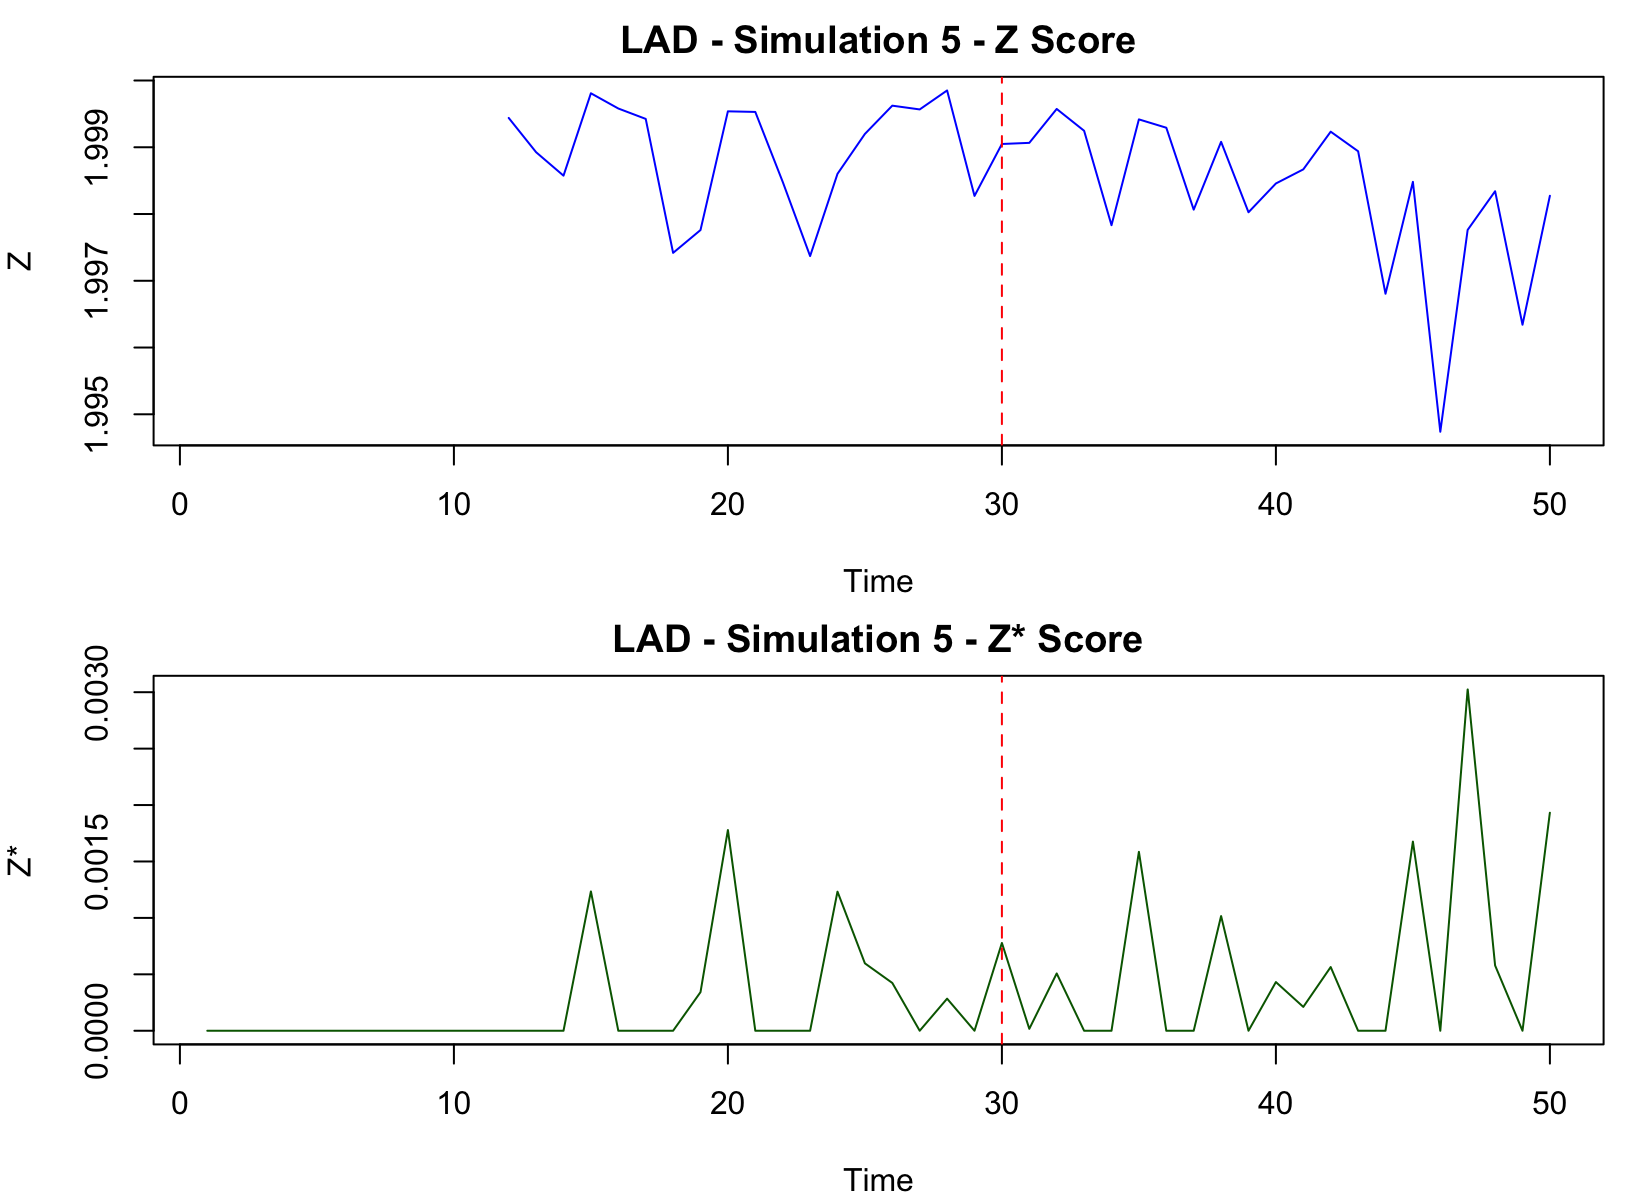 LAD - Simulation 5 - Z Score
Z
1.995 1.997 1.999
0 10 20 30 40 50
Time
LAD - Simulation 5 - Z* Score
Z*
0.0000 0.0015 0.0030
0 10 20 30 40 50
Time